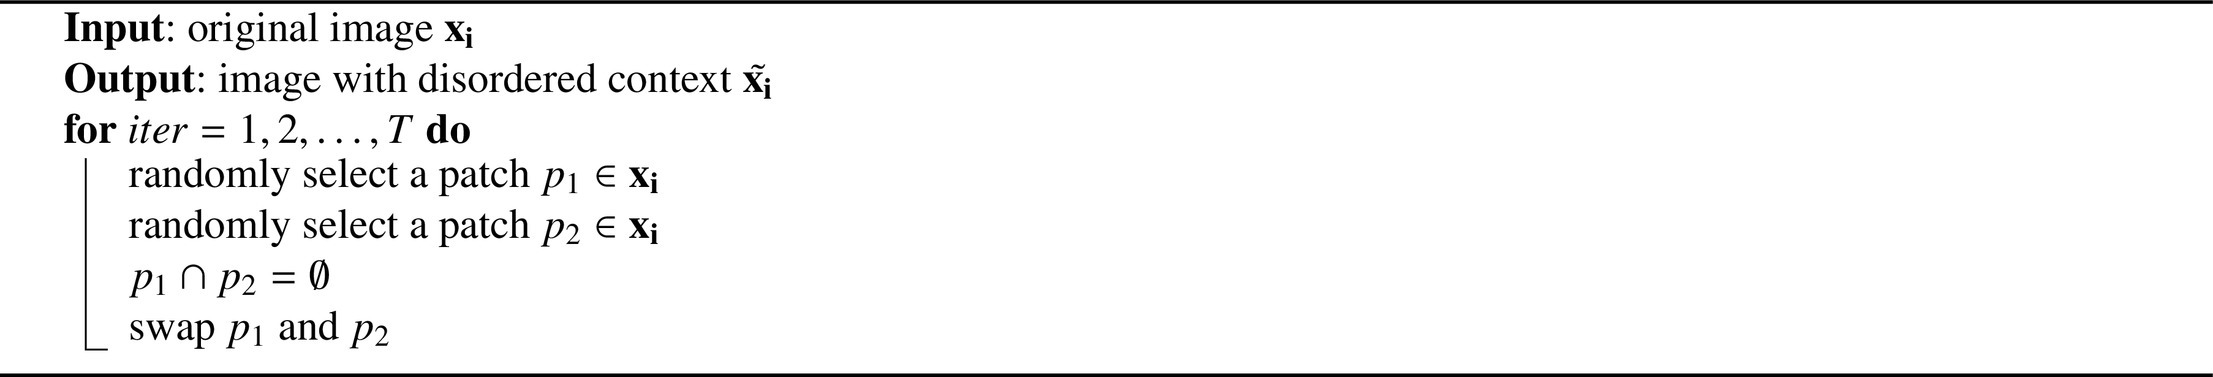 Input: original image xᵢ
Output: image with disordered context x̃ᵢ
for iter = 1, 2, . . . , T do
randomly select a patch p₁ ∈ xᵢ
randomly select a patch p₂ ∈ xᵢ
p₁ ∩ p₂ = ∅
swap p₁ and p₂